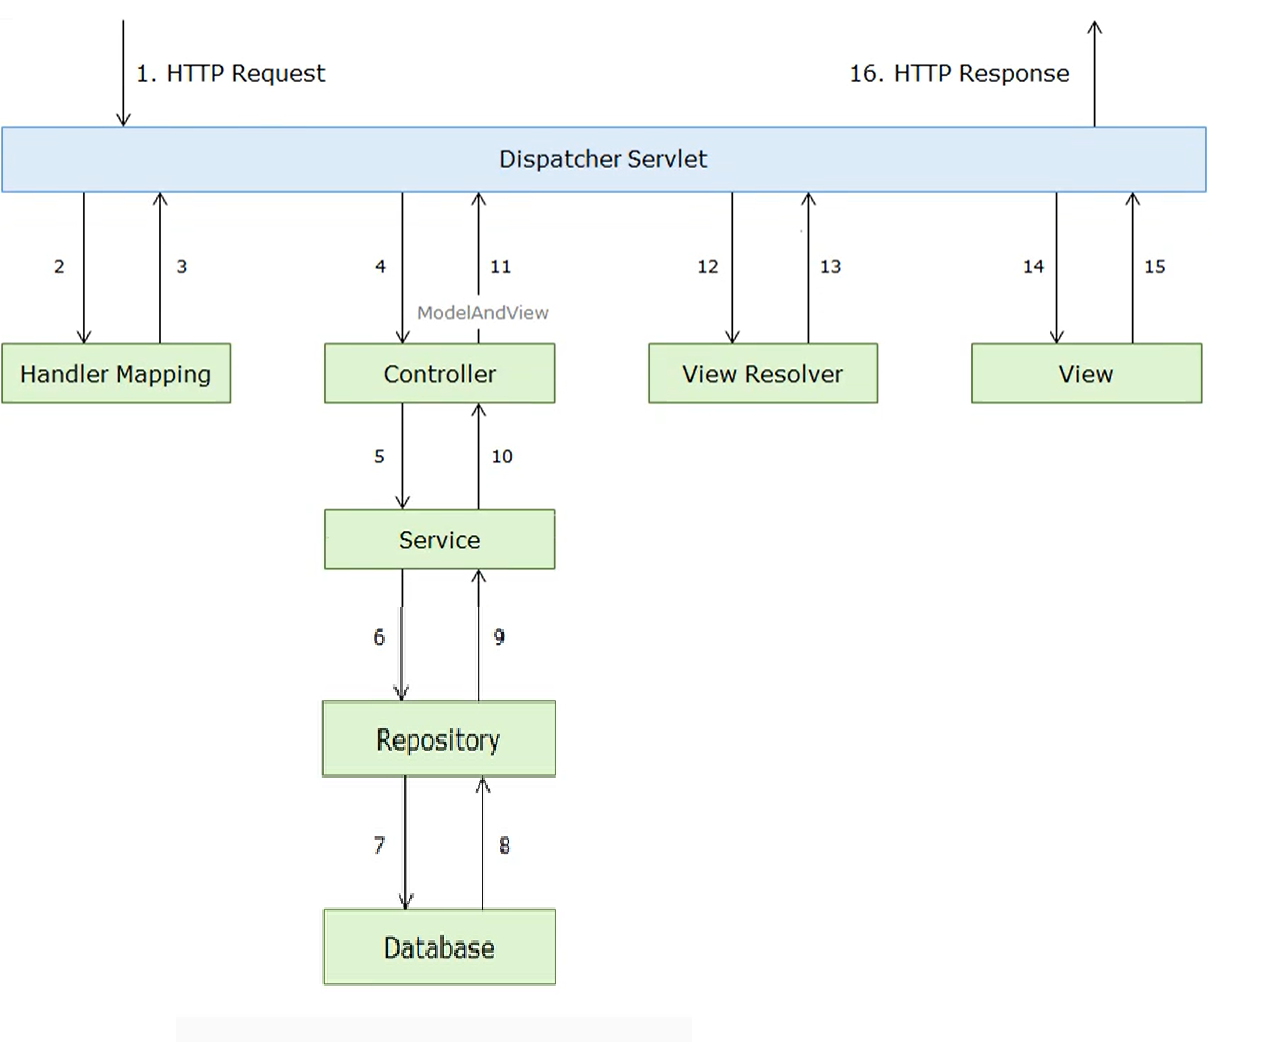 1. HTTP Request
16. HTTP Response
Dispatcher Servlet
2
3
4
11
12
13
14
15
ModelAndView
Handler Mapping
Controller
View Resolver
View
5
10
Service
6
9
Repository
7
8
Database